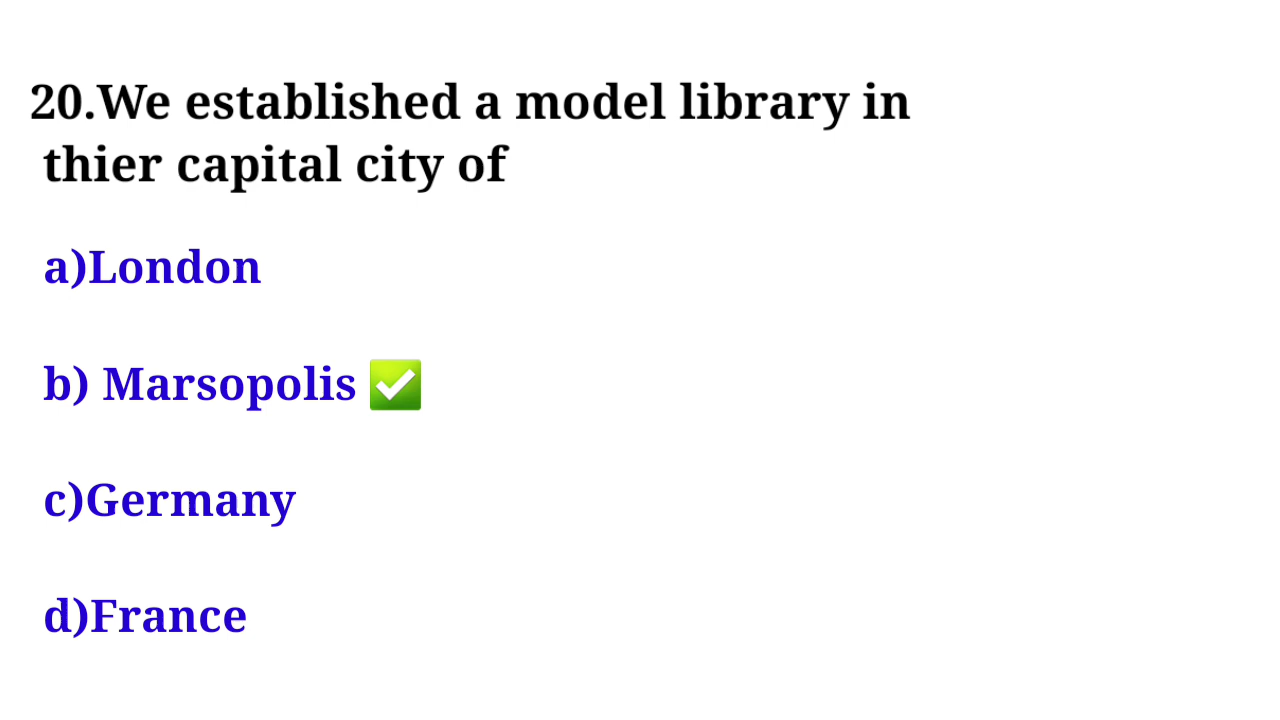 20.We established a model library in
thier capital city of
a)London
b) Marsopolis ✅
c)Germany
d)France